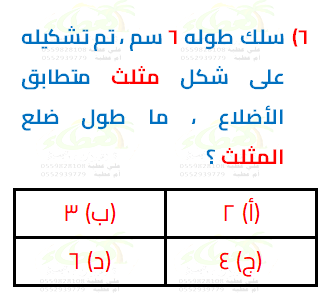 ٦) سلك طوله ٦ سم ، تم تشكيله
على شكل مثلث متطابق
الأضلاع ، ما طول ضلع
المثلث ؟
(أ) ٢ (ب) ٣
(ج) ٤ (د) ٦